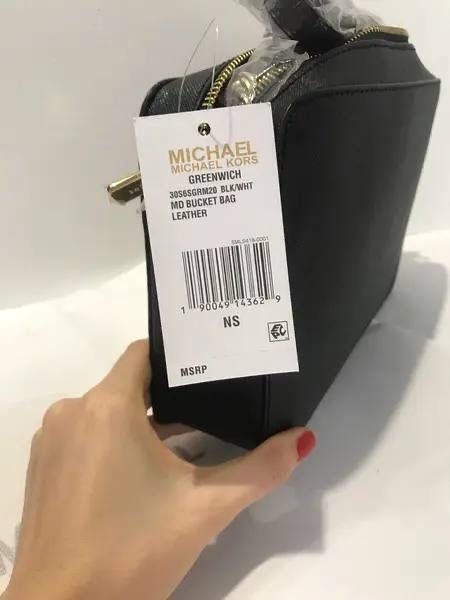 MICHAEL
MICHAEL KORS
GREENWICH
30S6SGRM20 BLK/WHT
MD BUCKET BAG
LEATHER
1 90049 14362 9
NS
MSRP